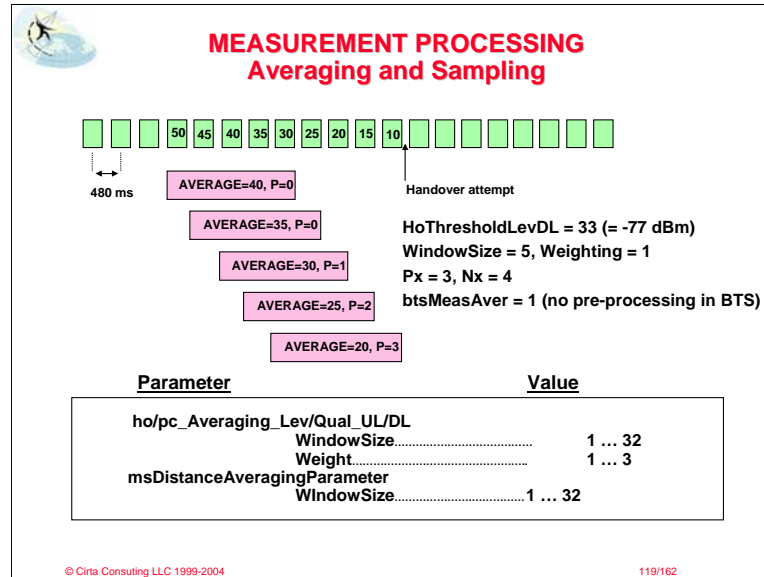 MEASUREMENT PROCESSING
Averaging and Sampling
50 45 40 35 30 25 20 15 10
480 ms
Handover attempt
AVERAGE=40, P=0
AVERAGE=35, P=0
AVERAGE=30, P=1
AVERAGE=25, P=2
AVERAGE=20, P=3
HoThresholdLevDL = 33 (= -77 dBm)
WindowSize = 5, Weighting = 1
Px = 3, Nx = 4
btsMeasAver = 1 (no pre-processing in BTS)
Parameter Value
ho/pc_Averaging_Lev/Qual_UL/DL
WindowSize.......................................... 1 … 32
Weight..................................................... 1 … 3
msDistanceAveragingParameter
WIndowSize.......................................1 … 32
© Cirta Consuting LLC 1999-2004 119/162